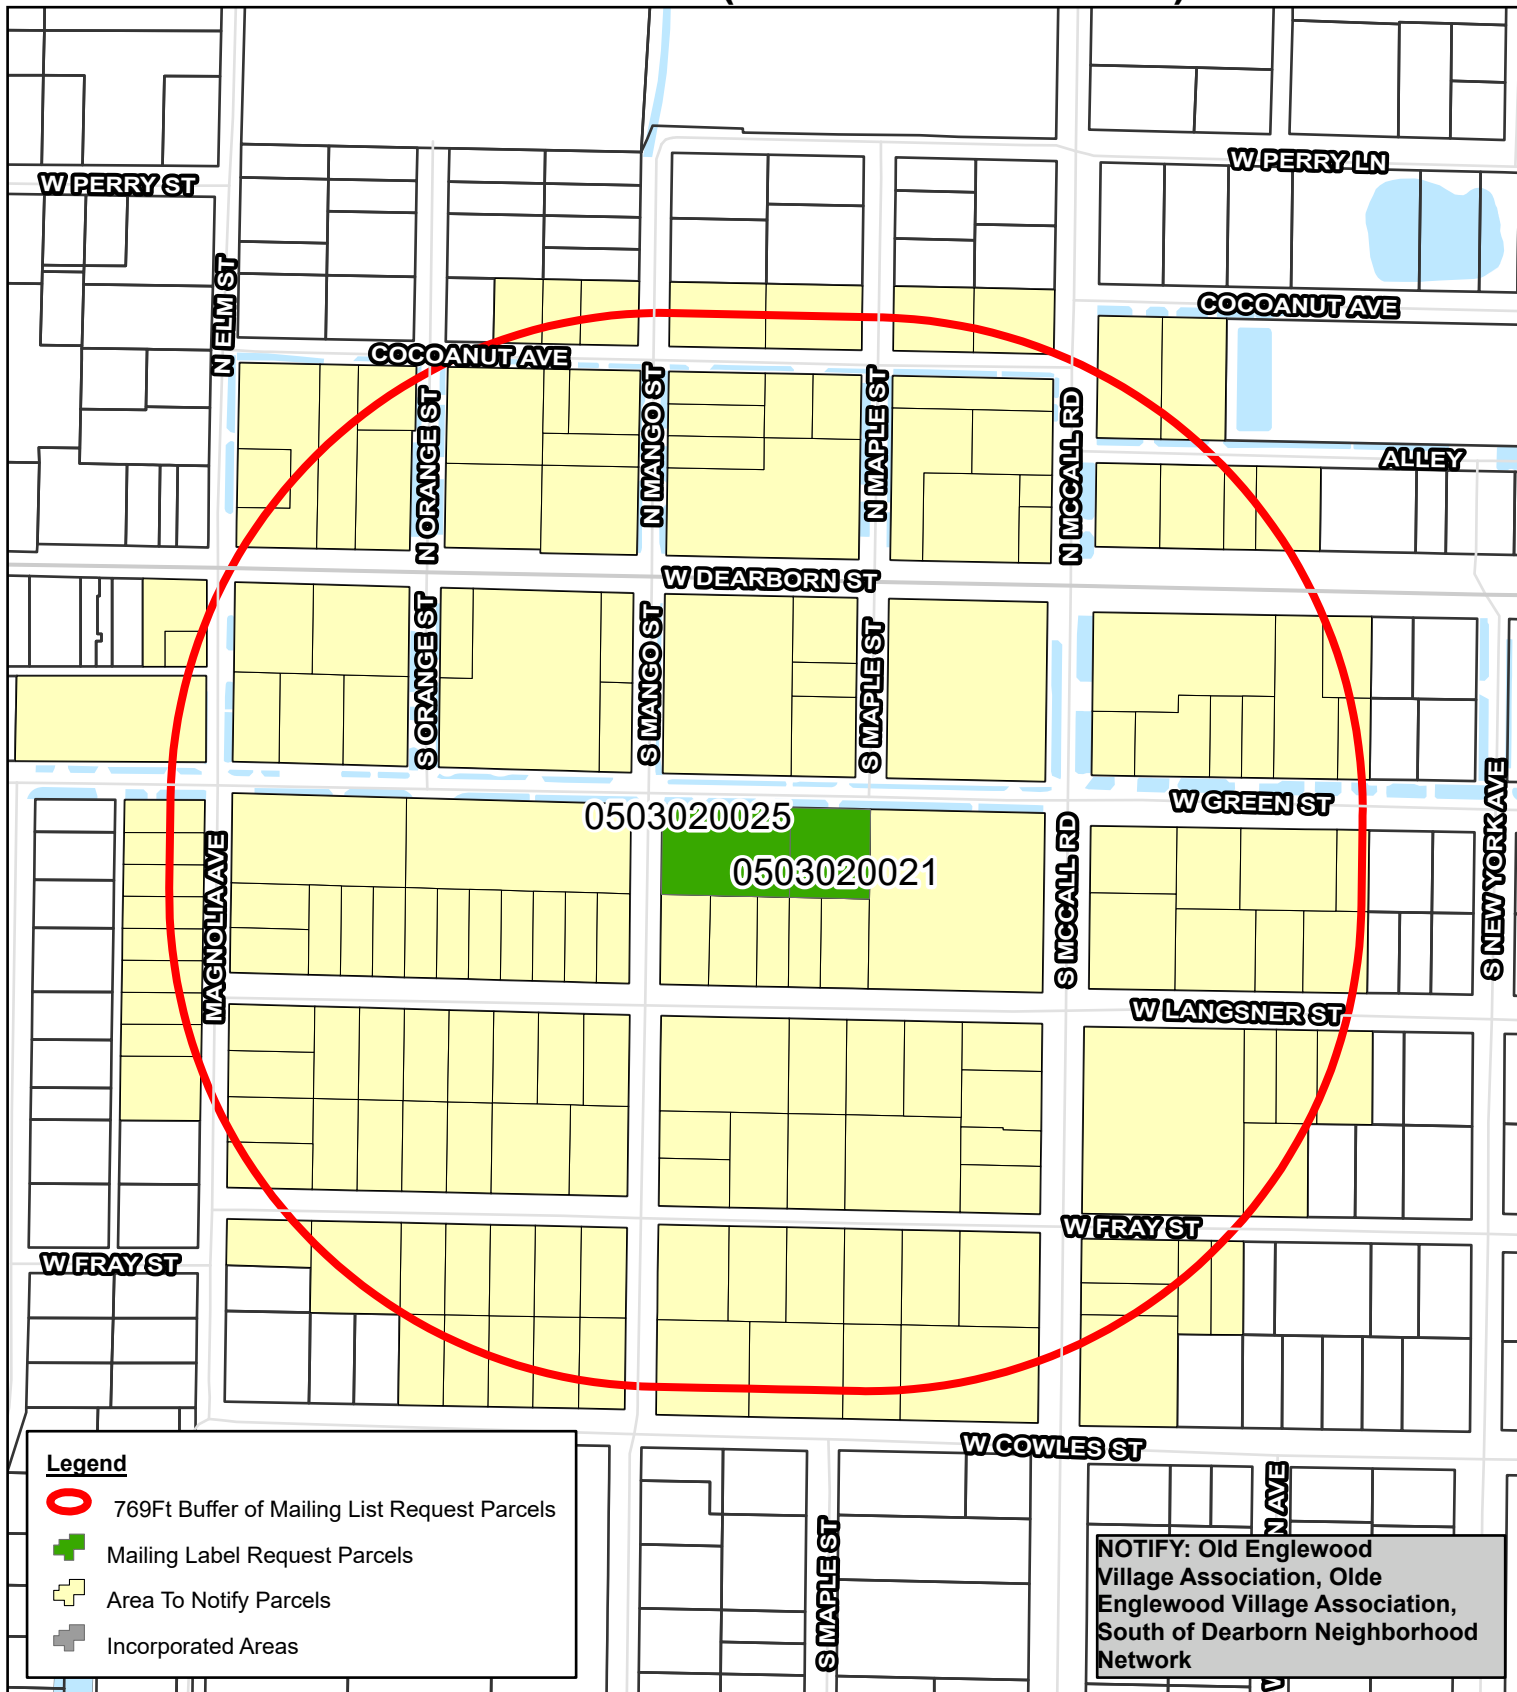 W PERRY ST
W PERRY LN
N ELM ST
COCOANUT AVE
COCOANUT AVE
N ORANGE ST
N MANGO ST
N MAPLE ST
N MCCALL RD
ALLEY
W DEARBORN ST
S ORANGE ST
S MANGO ST
S MAPLE ST
W GREEN ST
0503020025
0503020021
MAGNOLIA AVE
S MCCALL RD
S NEW YORK AVE
W LANGSNER ST
W FRAY ST
W FRAY ST
W COWLES ST
S MAPLE ST
N AVE
Legend
769Ft Buffer of Mailing List Request Parcels
Mailing Label Request Parcels
Area To Notify Parcels
Incorporated Areas
NOTIFY: Old Englewood
Village Association, Olde
Englewood Village Association,
South of Dearborn Neighborhood
Network